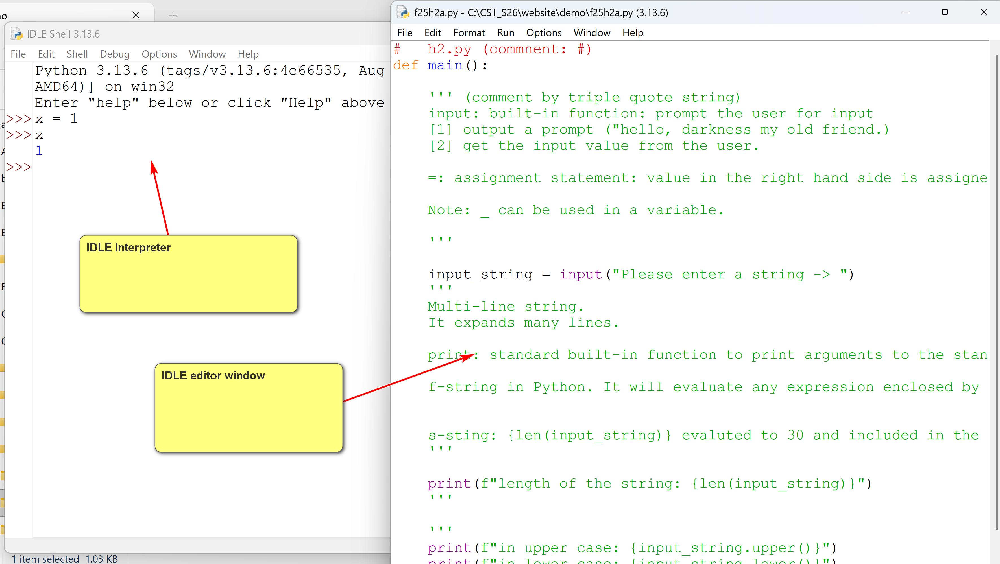 IDLE Shell 3.13.6
File Edit Shell Debug Options Window Help
Python 3.13.6 (tags/v3.13.6:4e66535, Aug
AMD64)] on win32
Enter "help" below or click "Help" above
>>> x = 1
>>> x
1
>>>
IDLE Interpreter
IDLE editor window
1 item selected 1.03 KB
f25h2a.py - C:\CS1_S26\website\demo\f25h2a.py (3.13.6)
File Edit Format Run Options Window Help
#   h2.py (commnent: #)
def main():
    ''' (comment by triple quote string)
    input: built-in function: prompt the user for input
    [1] output a prompt ("hello, darkness my old friend.)
    [2] get the input value from the user.
    =: assignment statement: value in the right hand side is assigne
    Note: _ can be used in a variable.
    '''
    input_string = input("Please enter a string -> ")
    '''
    Multi-line string.
    It expands many lines.
    print: standard built-in function to print arguments to the stan
    f-string in Python. It will evaluate any expression enclosed by
    s-sting: {len(input_string)} evaluted to 30 and included in the
    '''
    print(f"length of the string: {len(input_string)}")
    '''
    '''
    print(f"in upper case: {input_string.upper()}")
    print(f"in lower case: {input_string.lower()}")